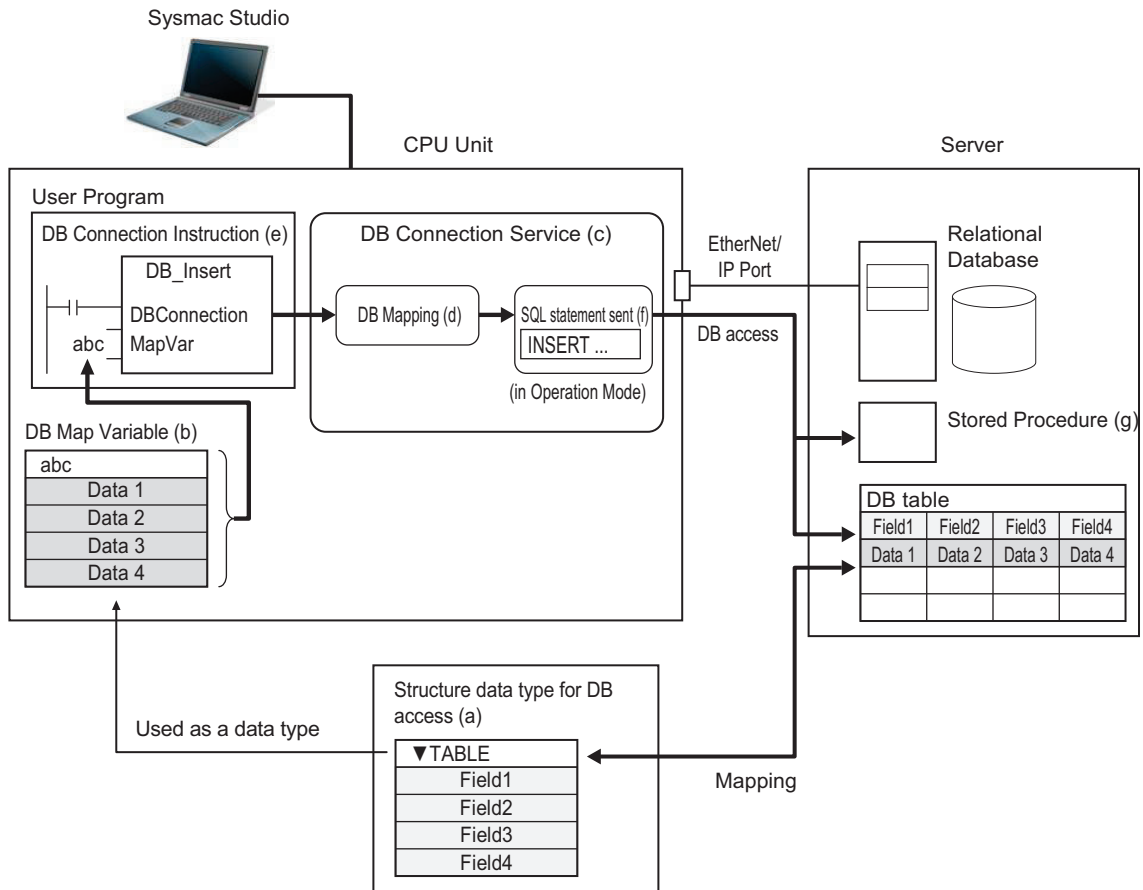 Sysmac Studio
CPU Unit
Server
User Program
DB Connection Instruction (e)
DB_Insert
DBConnection
abc
MapVar
DB Connection Service (c)
DB Mapping (d)
SQL statement sent (f)
INSERT ...
(in Operation Mode)
EtherNet/
IP Port
DB access
Relational
Database
Stored Procedure (g)
DB Map Variable (b)
abc
Data 1
Data 2
Data 3
Data 4
DB table
Field1 Field2 Field3 Field4
Data 1 Data 2 Data 3 Data 4
Structure data type for DB
access (a)
Used as a data type
▼TABLE
Field1
Field2
Field3
Field4
Mapping